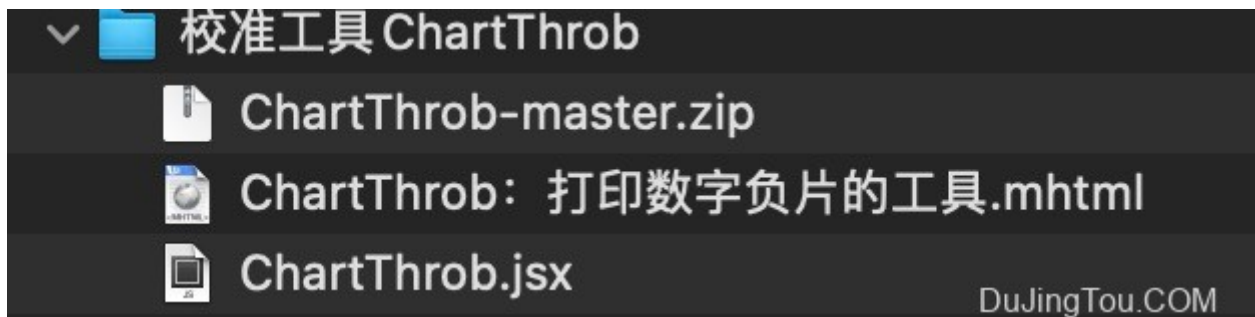 校准工具ChartThrob
ChartThrob-master.zip
ChartThrob：打印数字负片的工具.mhtml
ChartThrob.jsx
DuJingTou.COM